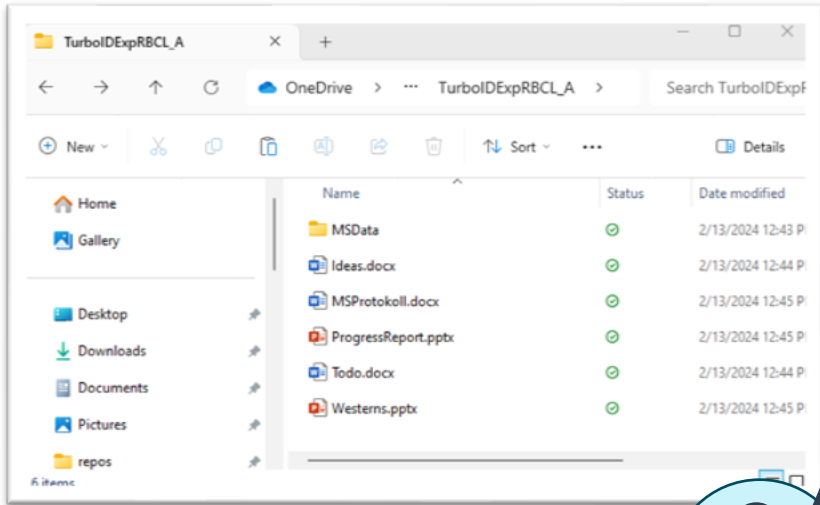 TurboIDExpRBCL_A
OneDrive > ... TurboIDExpRBCL_A > Search TurboIDExpR
New Sort ... Details
Name Status Date modified
Home
Gallery
Desktop
Downloads
Documents
Pictures
repos
MSData 2/13/2024 12:43 P
Ideas.docx 2/13/2024 12:44 P
MSProtokoll.docx 2/13/2024 12:45 P
ProgressReport.pptx 2/13/2024 12:45 P
Todo.docx 2/13/2024 12:44 P
Westerns.pptx 2/13/2024 12:45 P
6 items